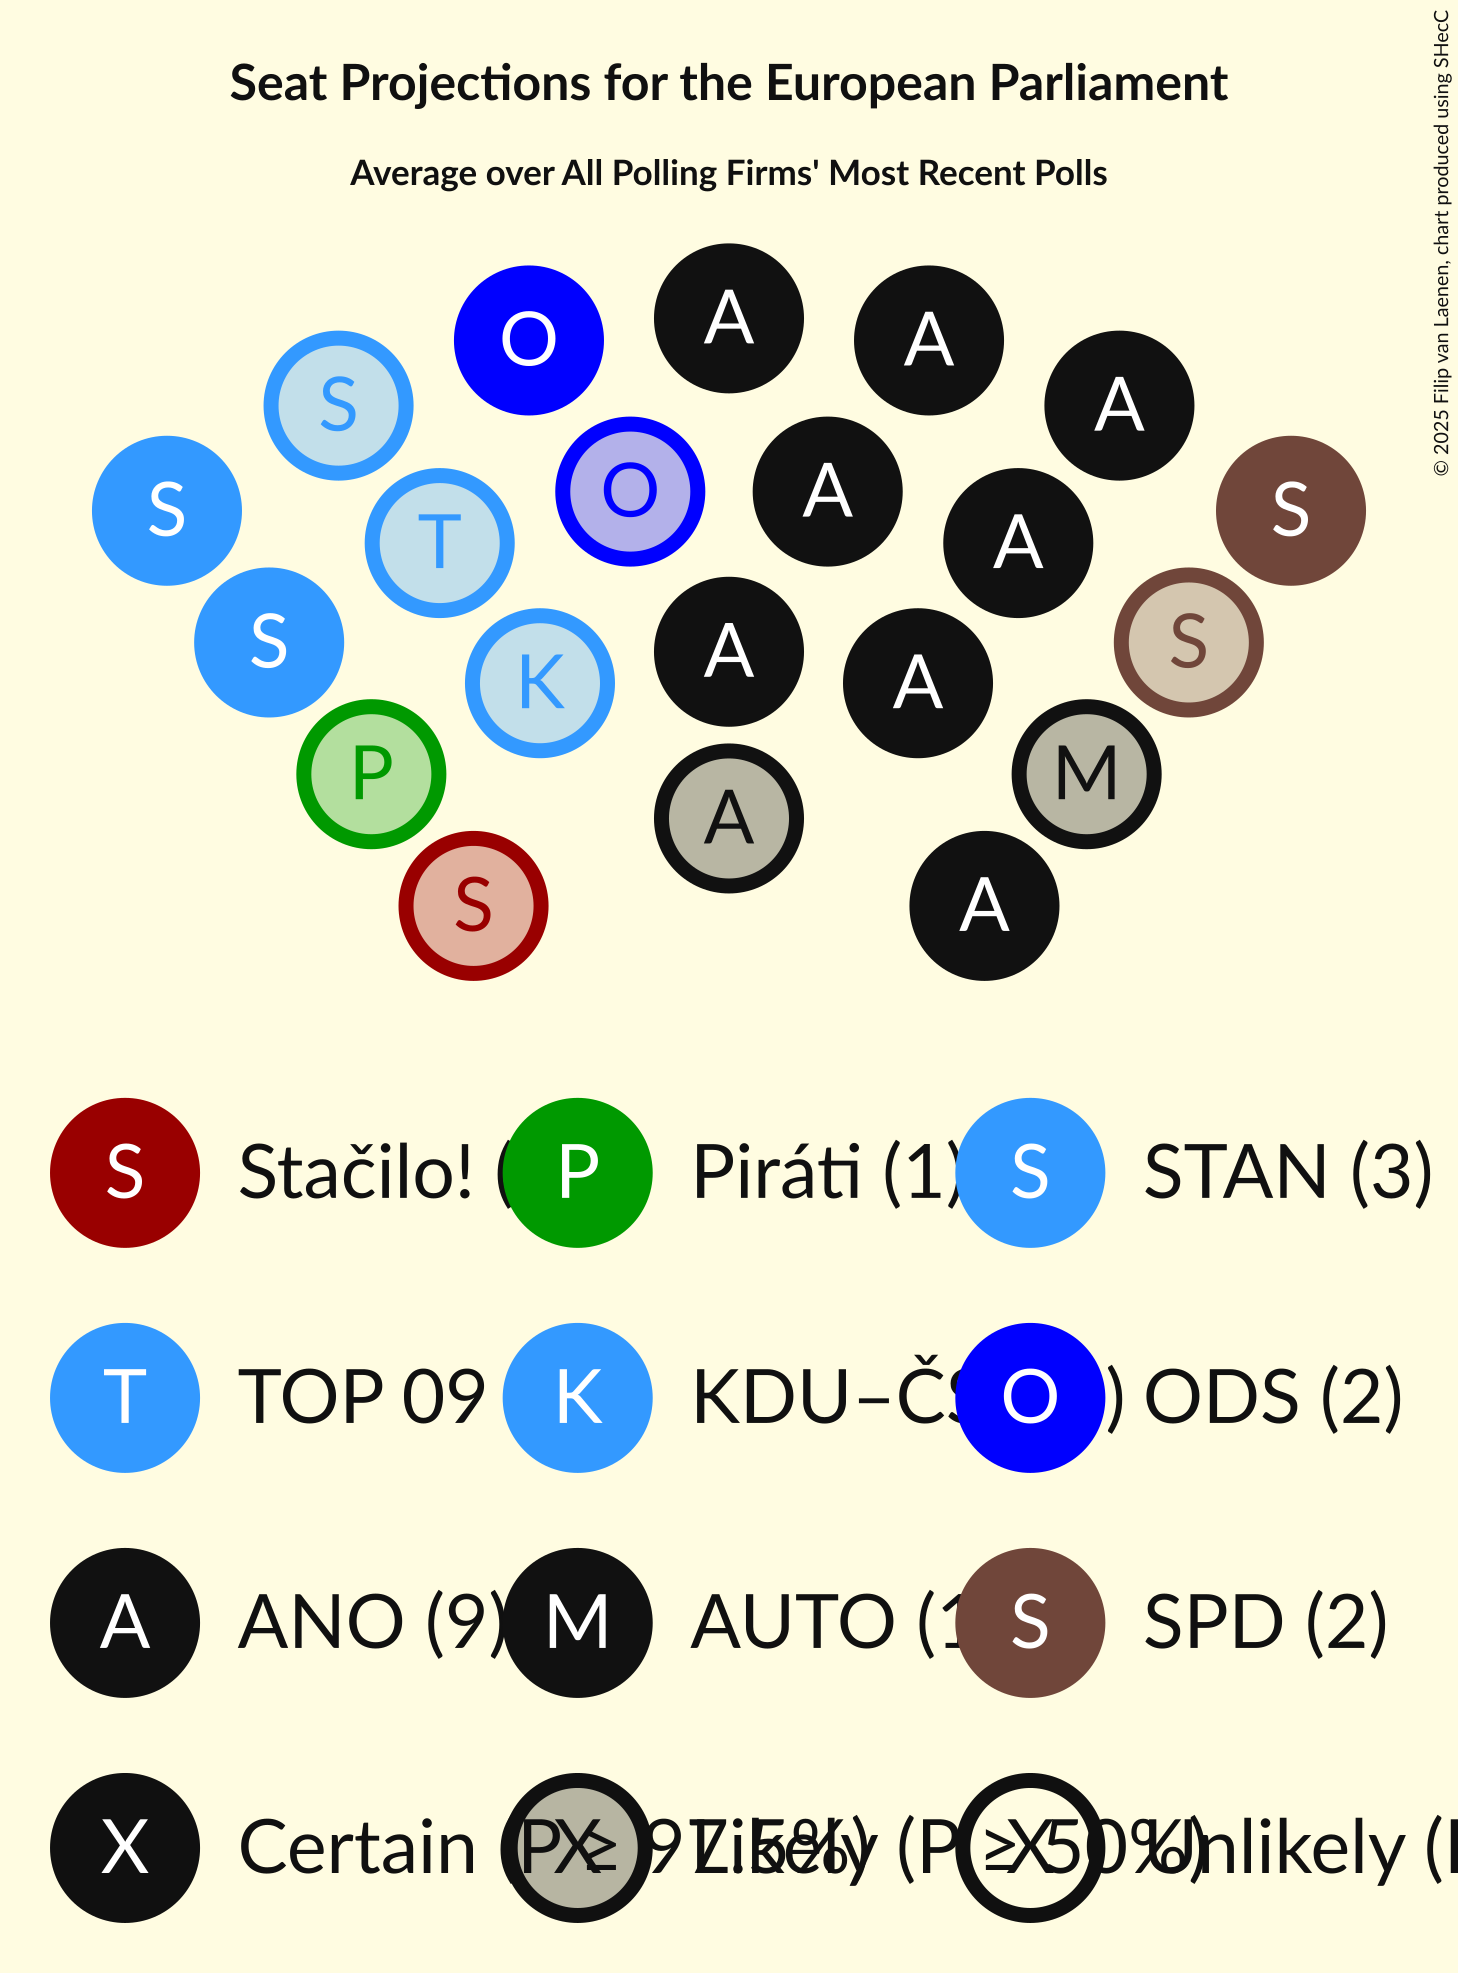 Seat Projections for the European Parliament
Average over All Polling Firms' Most Recent Polls
© 2025 Filip van Laenen, chart produced using SHecC
O A A A
S S
S O A A S
T
S K A A S
P A M
S A
S Stačilo! ( P Piráti (1) S STAN (3)
T TOP 09 K KDU–ČS O ) ODS (2)
A ANO (9) M AUTO (1 S SPD (2)
X Certain (P ≥ 97.5%) X Likely (P ≥ 50%) X Unlikely (